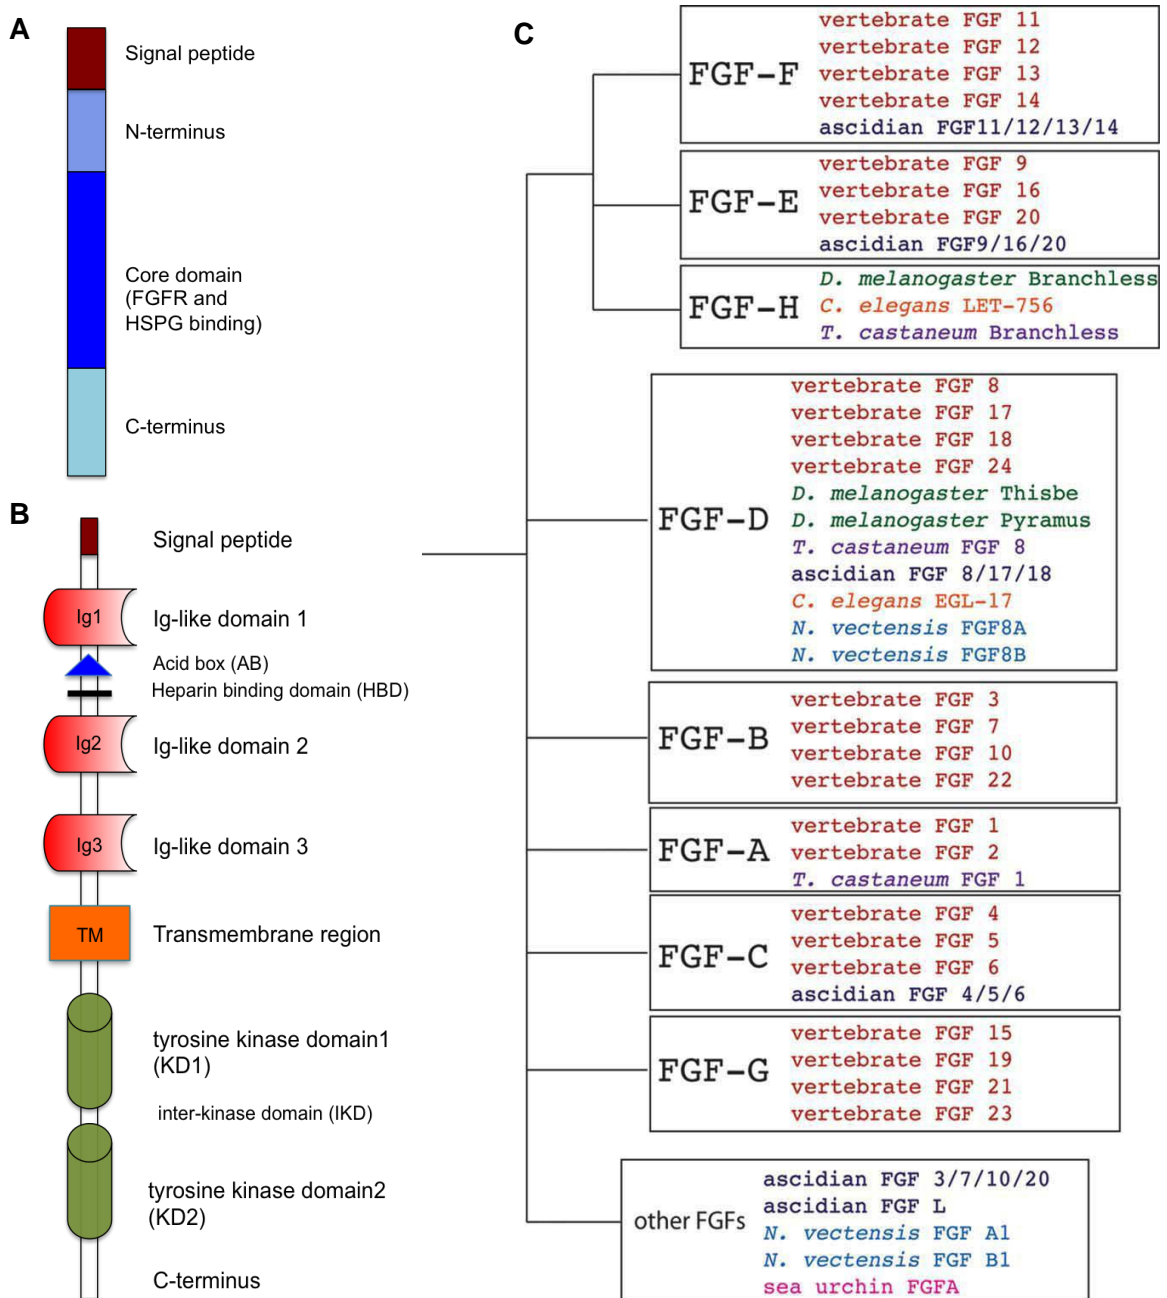 A
Signal peptide
N-terminus
Core domain
(FGFR and
HSPG binding)
C-terminus
B
Signal peptide
Ig1
Ig-like domain 1
Acid box (AB)
Heparin binding domain (HBD)
Ig2
Ig-like domain 2
Ig3
Ig-like domain 3
TM
Transmembrane region
tyrosine kinase domain1
(KD1)
inter-kinase domain (IKD)
tyrosine kinase domain2
(KD2)
C-terminus
C
FGF-F
vertebrate FGF 11
vertebrate FGF 12
vertebrate FGF 13
vertebrate FGF 14
ascidian FGF11/12/13/14
FGF-E
vertebrate FGF 9
vertebrate FGF 16
vertebrate FGF 20
ascidian FGF9/16/20
FGF-H
D. melanogaster Branchless
C. elegans LET-756
T. castaneum Branchless
FGF-D
vertebrate FGF 8
vertebrate FGF 17
vertebrate FGF 18
vertebrate FGF 24
D. melanogaster Thisbe
D. melanogaster Pyramus
T. castaneum FGF 8
ascidian FGF 8/17/18
C. elegans EGL-17
N. vectensis FGF8A
N. vectensis FGF8B
FGF-B
vertebrate FGF 3
vertebrate FGF 7
vertebrate FGF 10
vertebrate FGF 22
FGF-A
vertebrate FGF 1
vertebrate FGF 2
T. castaneum FGF 1
FGF-C
vertebrate FGF 4
vertebrate FGF 5
vertebrate FGF 6
ascidian FGF 4/5/6
FGF-G
vertebrate FGF 15
vertebrate FGF 19
vertebrate FGF 21
vertebrate FGF 23
other FGFs
ascidian FGF 3/7/10/20
ascidian FGF L
N. vectensis FGF A1
N. vectensis FGF B1
sea urchin FGFA